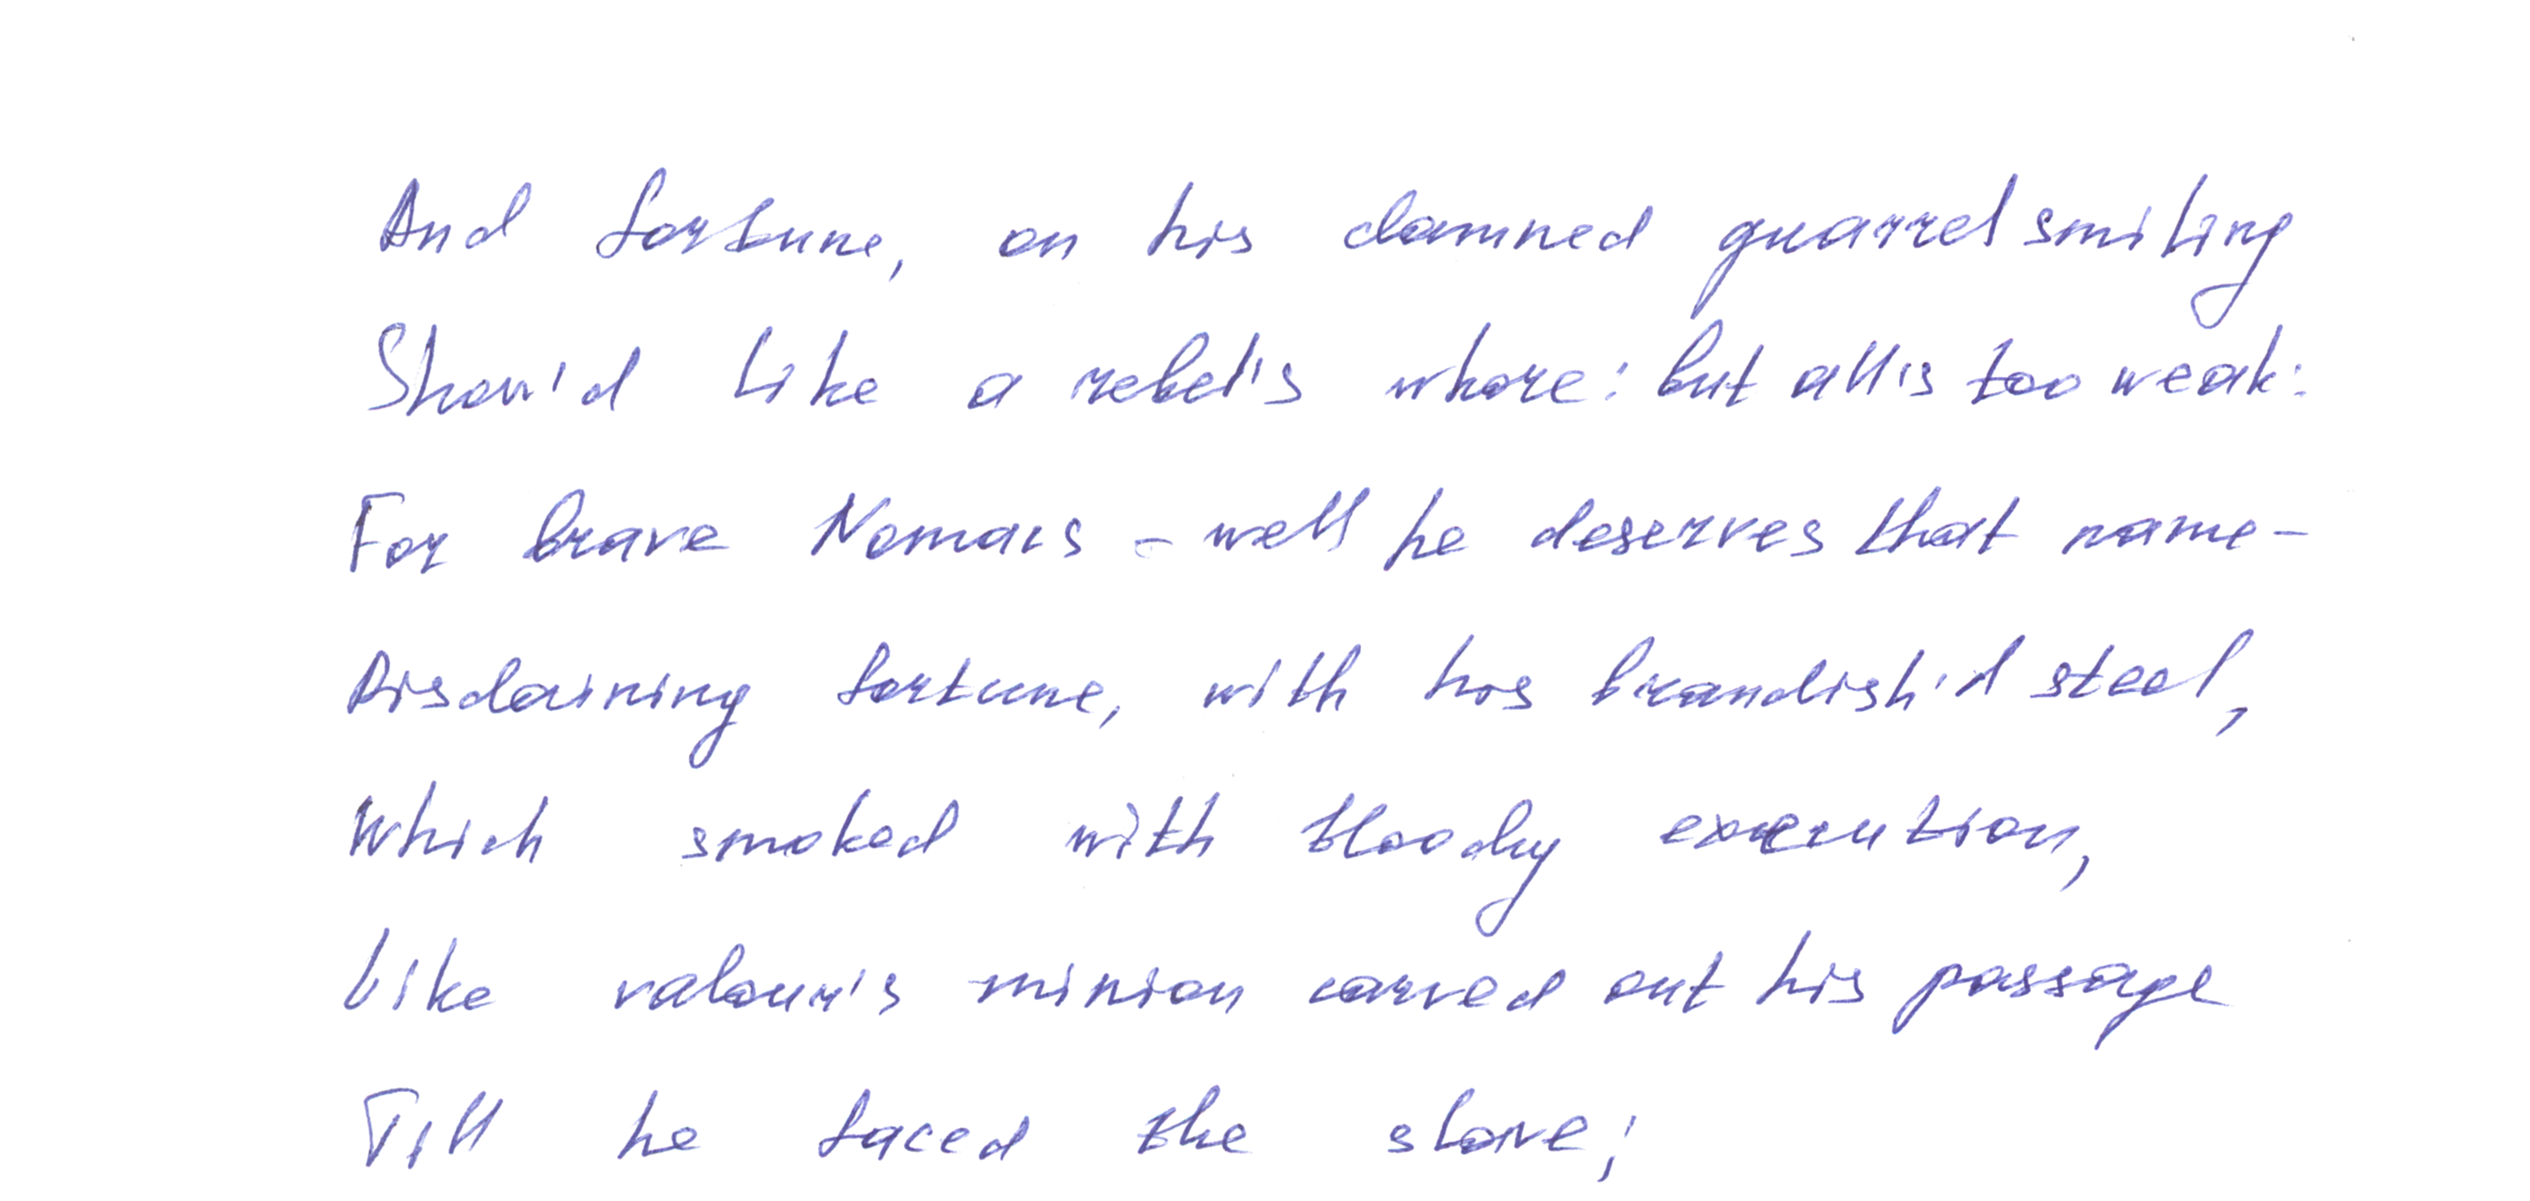 And fortune, on his damned quarrel smiling
Show'd like a rebel's whore: but all is too weak:
For brave Nomacs - well he deserves that name -
Disdaining fortune, with his brandish'd steel,
Which smoked with bloody execution,
Like valour's minion carved out his passage
Till he faced the slave;